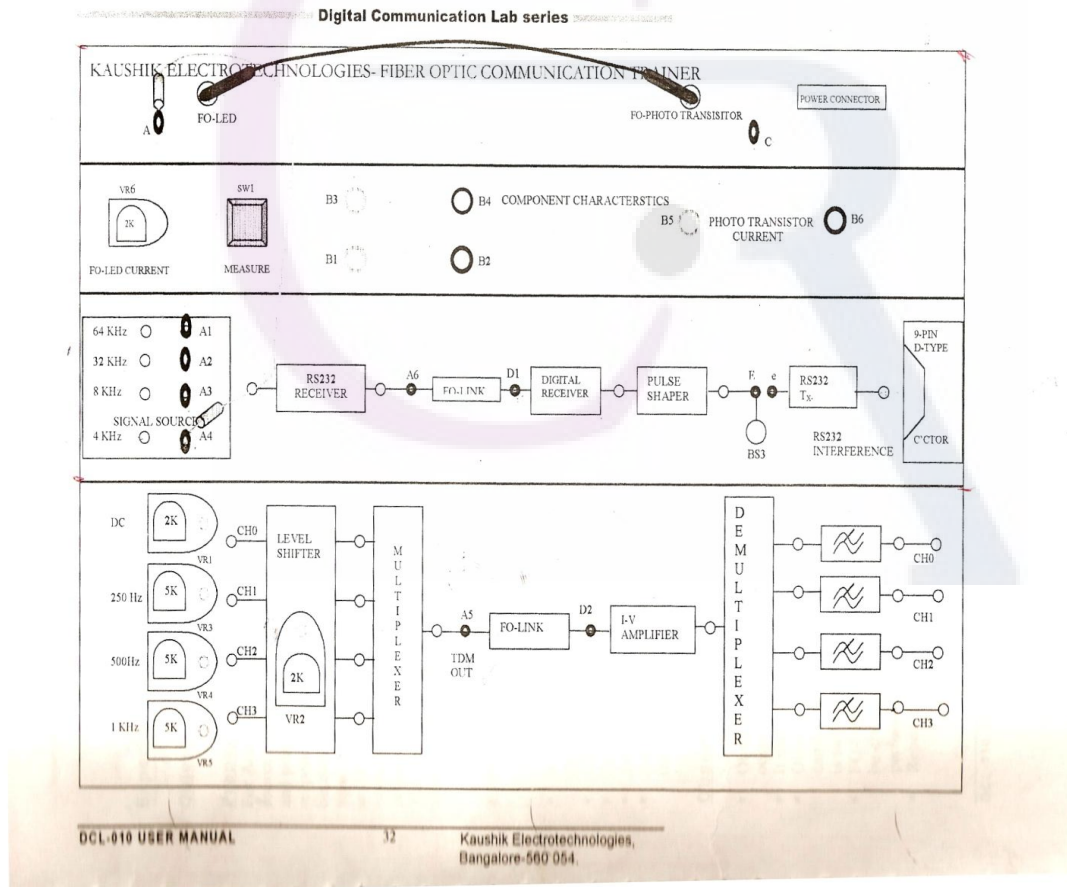 Digital Communication Lab series
KAUSHIK ELECTROTECHNOLOGIES- FIBER OPTIC COMMUNICATION TRAINER
A
FO-LED
FO-PHOTO TRANSISITOR
C
POWER CONNECTOR
VR6
2K
FO-LED CURRENT
SW1
MEASURE
B3
B4 COMPONENT CHARACTERSTICS
B1
B2
B5
PHOTO TRANSISTOR
CURRENT
B6
64 KHz
A1
32 KHz
A2
8 KHz
A3
SIGNAL SOURCE
4 KHz
A4
RS232
RECEIVER
A6
FO-LINK
D1
DIGITAL
RECEIVER
PULSE
SHAPER
E
e
BS3
RS232
Tx-
RS232
INTERFERENCE
9-PIN
D-TYPE
C'CTOR
DC
2K
VR1
250 Hz
5K
VR3
500Hz
5K
VR4
1 KHz
5K
VR5
CH0
CH1
CH2
CH3
LEVEL
SHIFTER
2K
VR2
MULTIPLEXER
A5
TDM
OUT
FO-LINK
D2
I-V
AMPLIFIER
DEMULTIPLEXER
CH0
CH1
CH2
CH3
DCL-010 USER MANUAL
32
Kaushik Electrotechnologies,
Bangalore-560 054.